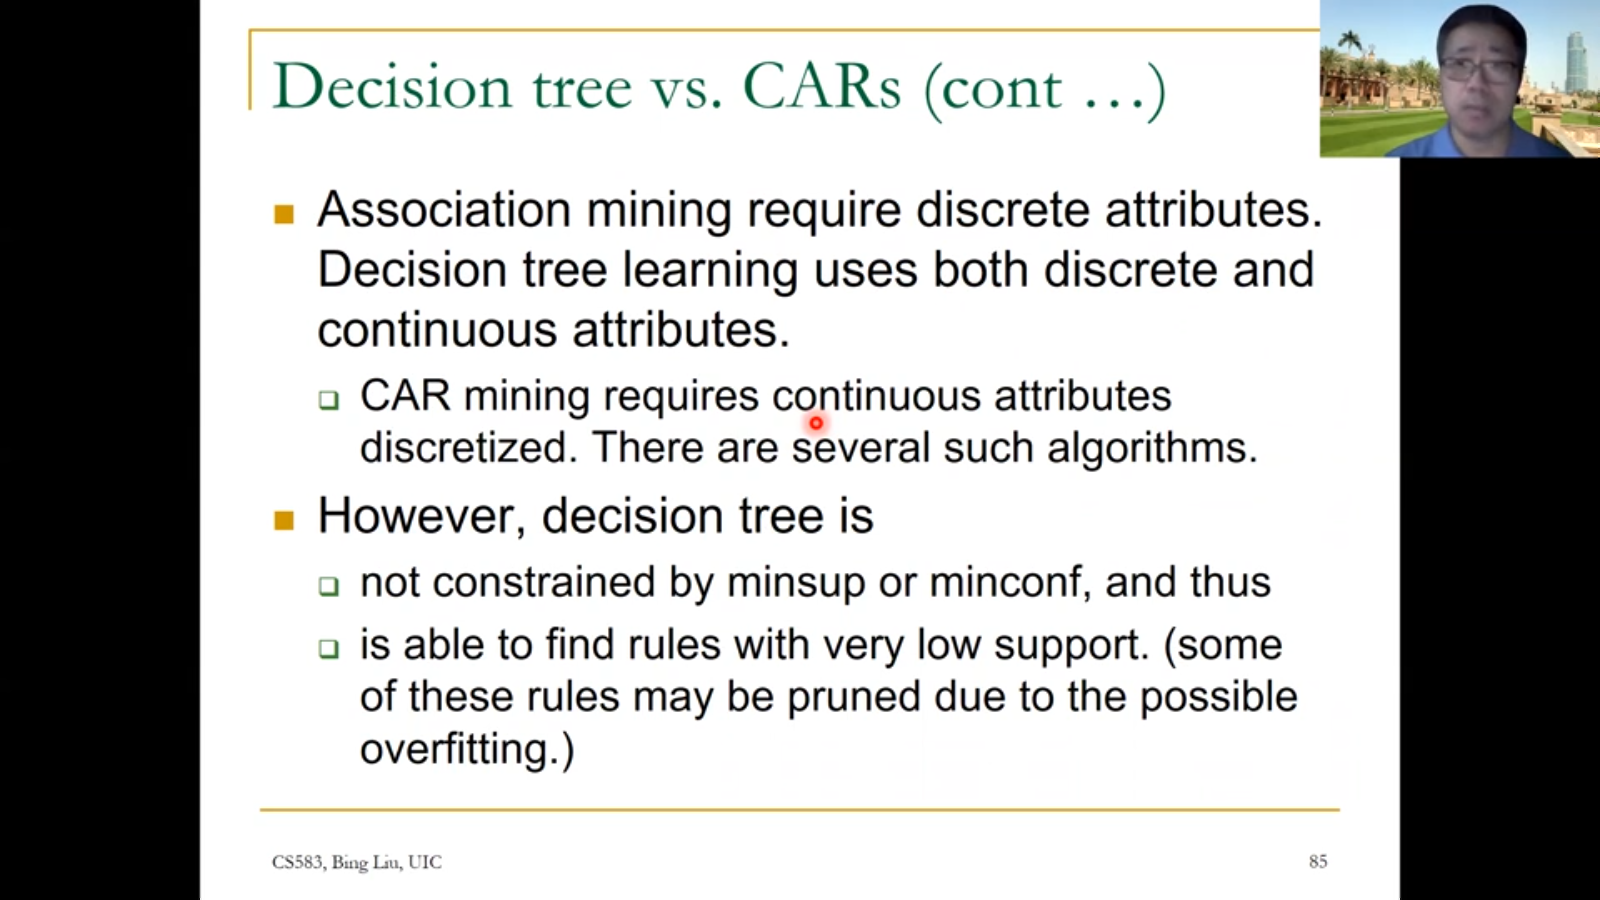 Decision tree vs. CARs (cont …)
Association mining require discrete attributes.
Decision tree learning uses both discrete and
continuous attributes.
CAR mining requires continuous attributes
discretized. There are several such algorithms.
However, decision tree is
not constrained by minsup or minconf, and thus
is able to find rules with very low support. (some
of these rules may be pruned due to the possible
overfitting.)
CS583, Bing Liu, UIC
85